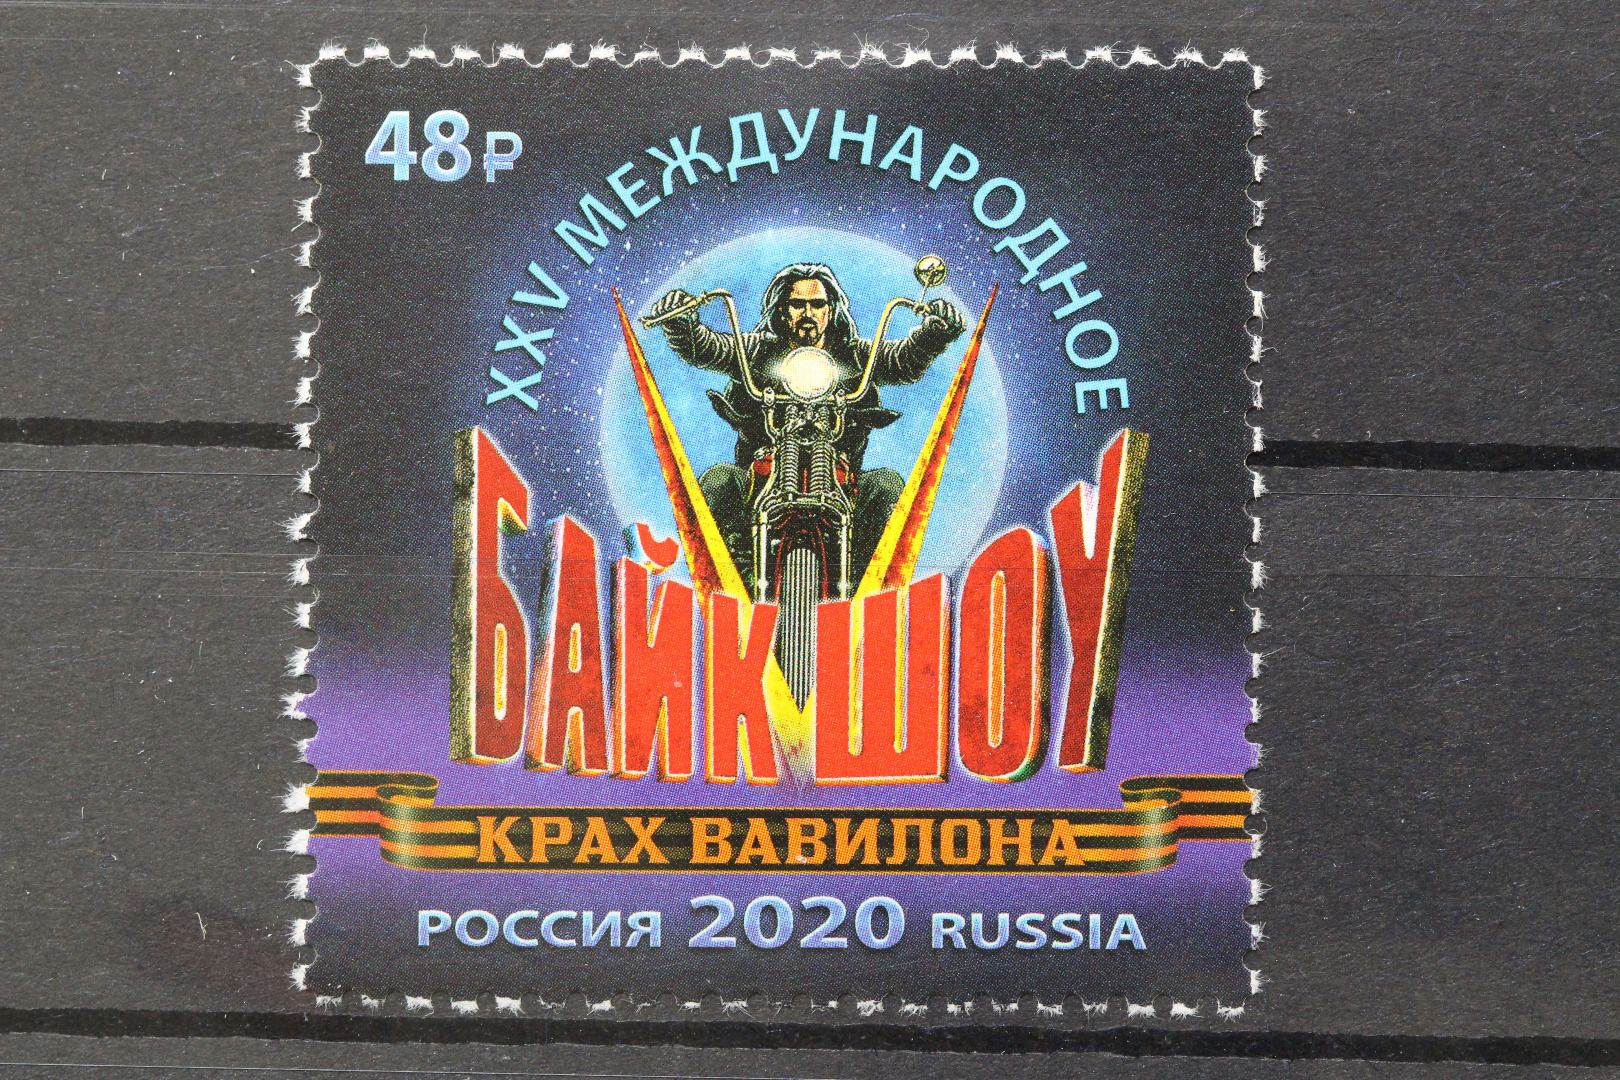 48₽
XXV МЕЖДУНАРОДНОЕ
БАЙК ШОУ
КРАХ ВАВИЛОНА
РОССИЯ 2020 RUSSIA